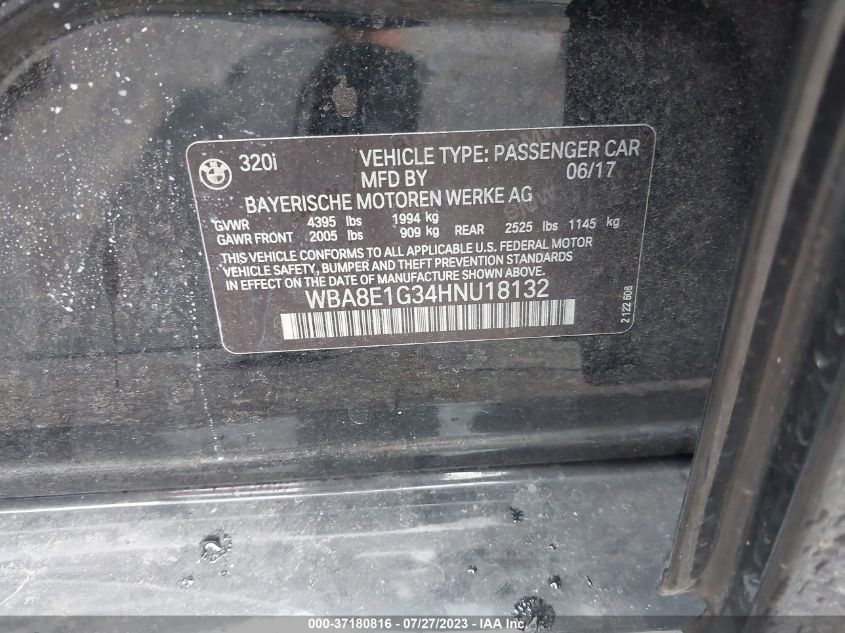 320i VEHICLE TYPE: PASSENGER CAR
MFD BY 06/17
BAYERISCHE MOTOREN WERKE AG
GVWR 4395 lbs 1994 kg
GAWR FRONT 2005 lbs 909 kg REAR 2525 lbs 1145 kg
THIS VEHICLE CONFORMS TO ALL APPLICABLE U.S. FEDERAL MOTOR
VEHICLE SAFETY, BUMPER AND THEFT PREVENTION STANDARDS
IN EFFECT ON THE DATE OF MANUFACTURE SHOWN ABOVE.
WBA8E1G34HNU18132
2 122 606
000-37180816 - 07/27/2023 - IAA Inc.